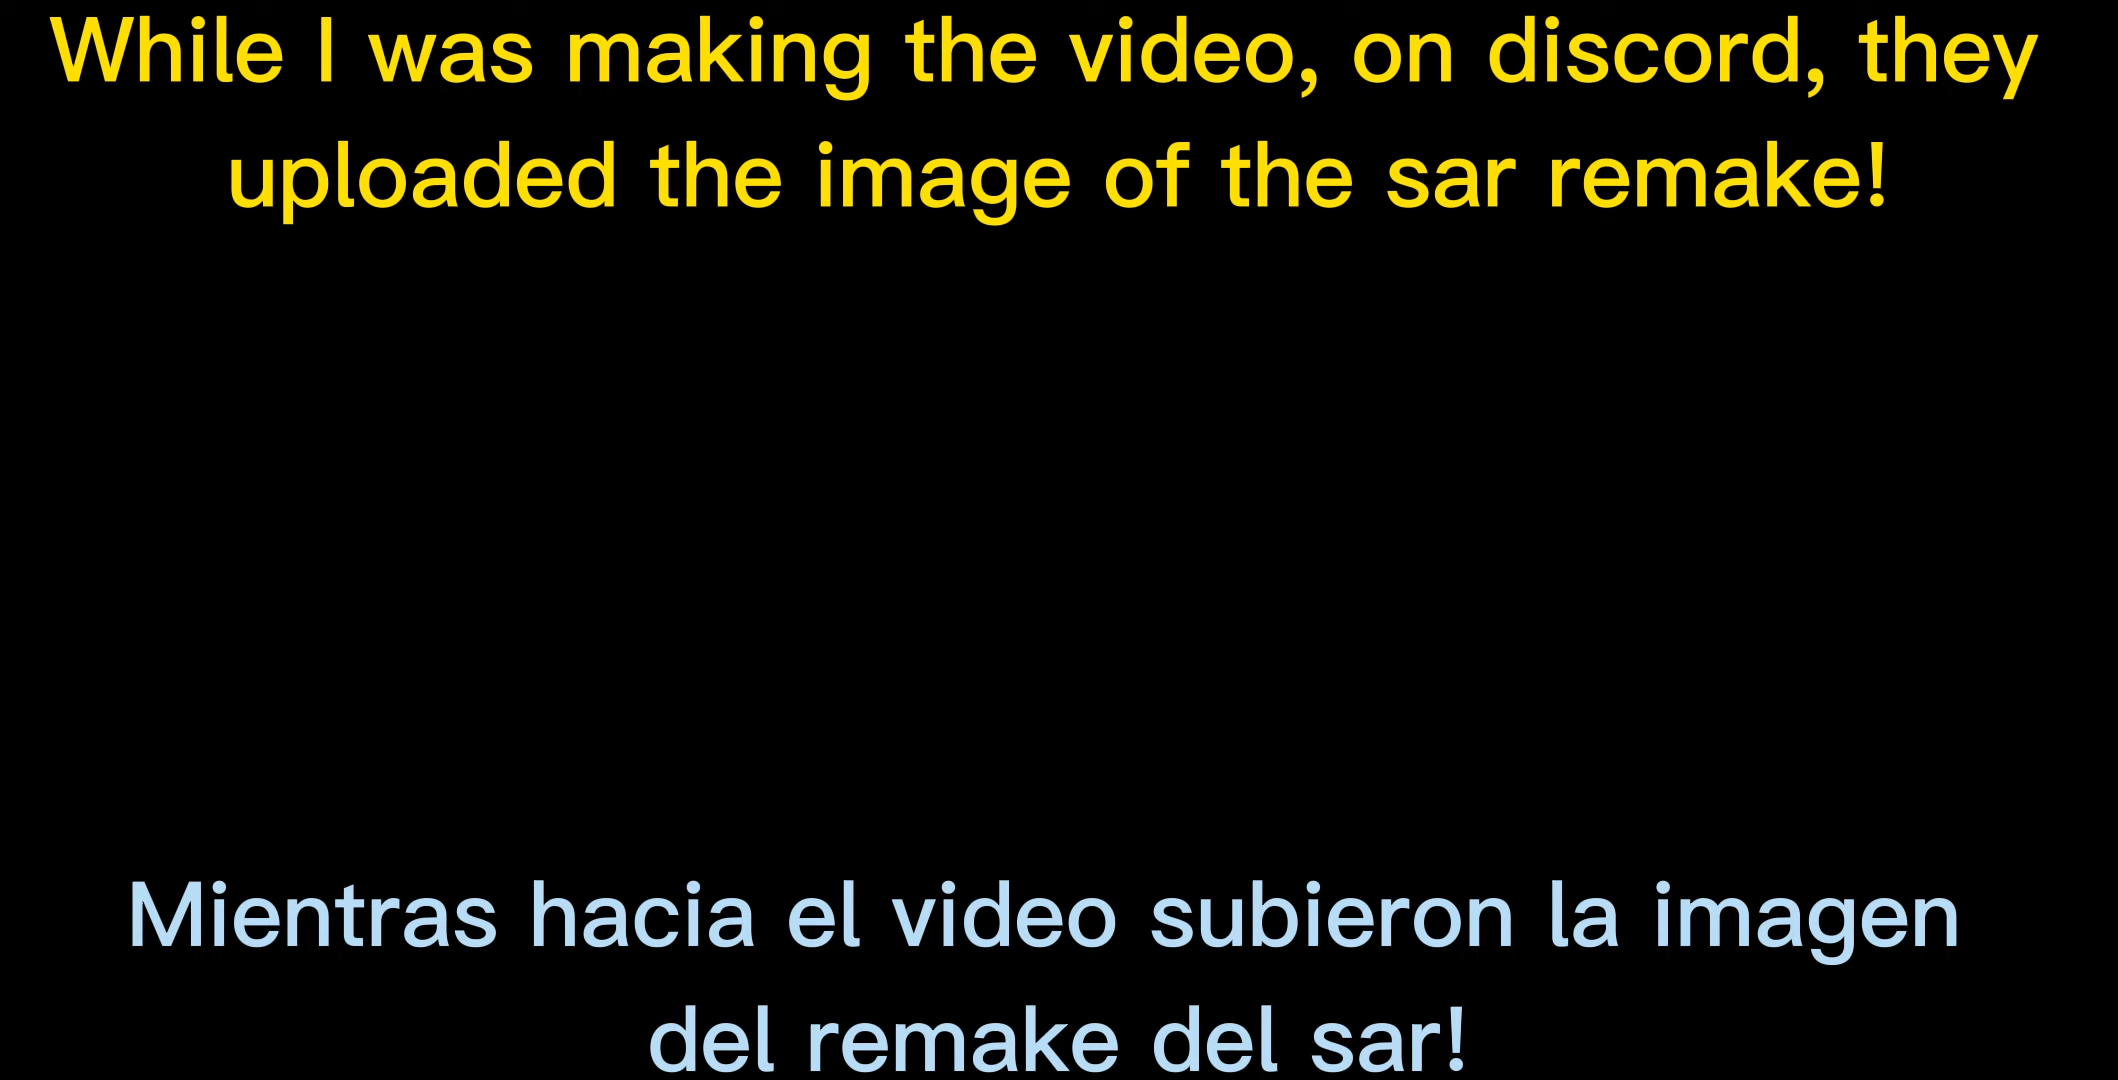 While I was making the video, on discord, they
uploaded the image of the sar remake!
Mientras hacia el video subieron la imagen
del remake del sar!